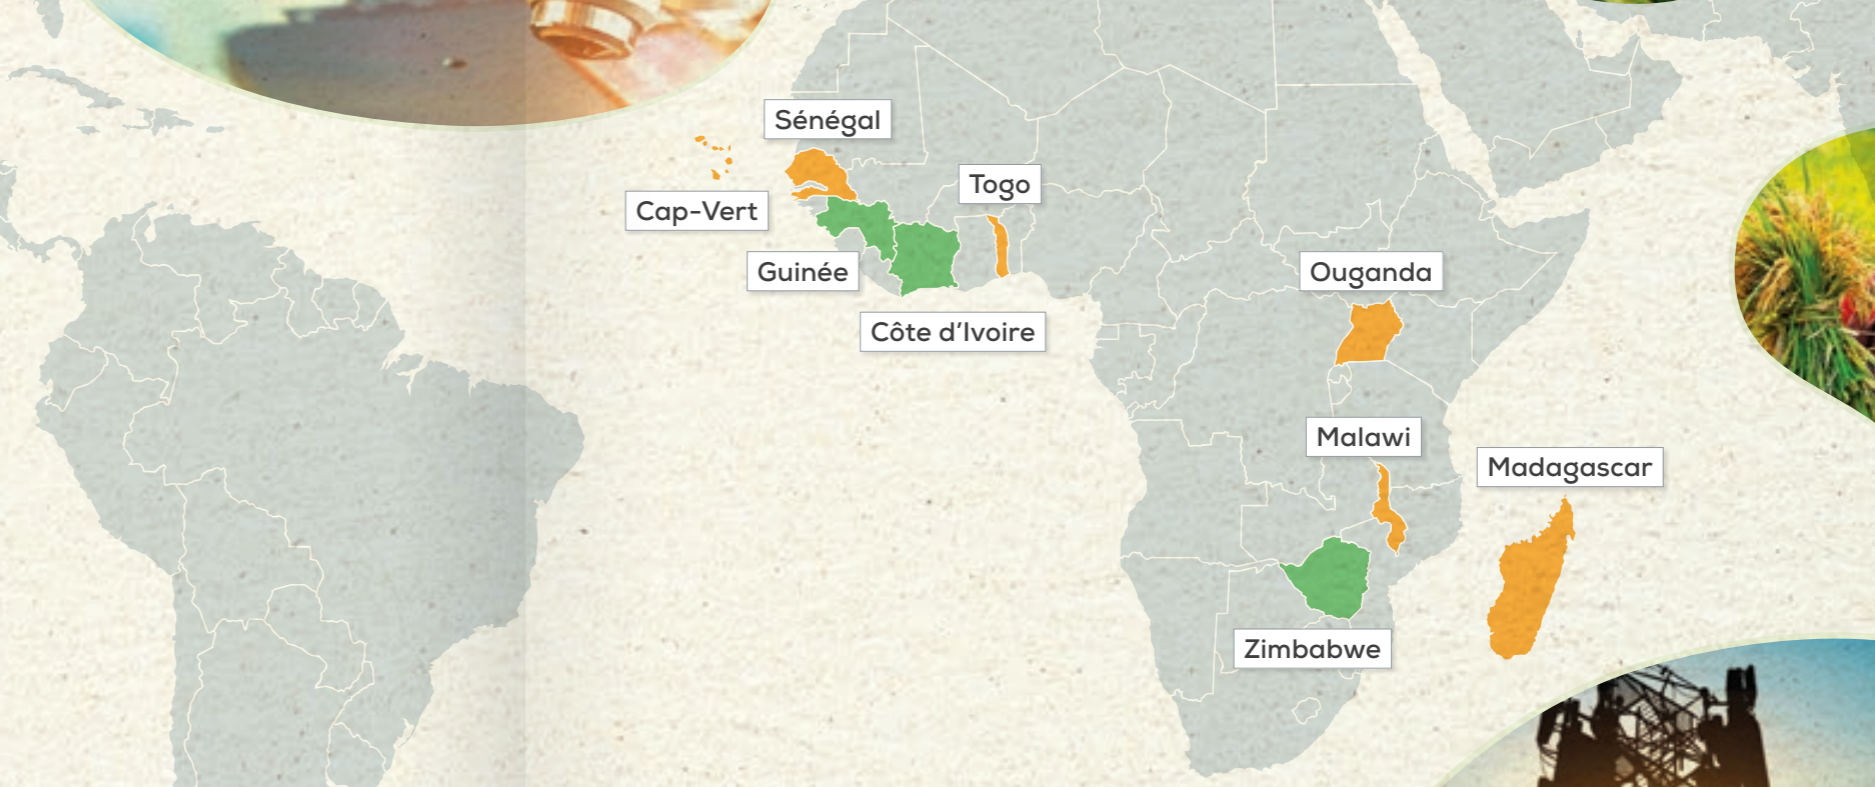 Sénégal
Togo
Cap-Vert
Guinée
Ouganda
Côte d’Ivoire
Malawi
Madagascar
Zimbabwe